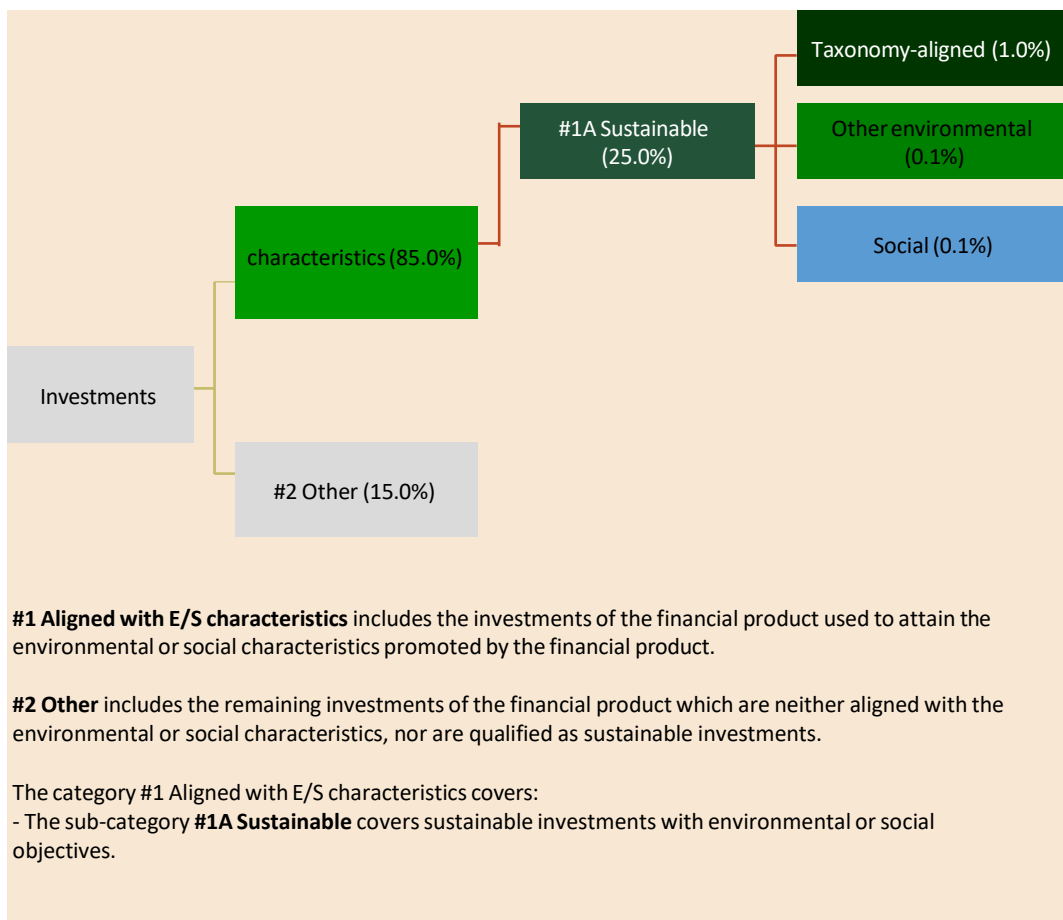 Taxonomy-aligned (1.0%)
#1A Sustainable
(25.0%)
Other environmental
(0.1%)
Social (0.1%)
characteristics (85.0%)
Investments
#2 Other (15.0%)
#1 Aligned with E/S characteristics includes the investments of the financial product used to attain the
environmental or social characteristics promoted by the financial product.
#2 Other includes the remaining investments of the financial product which are neither aligned with the
environmental or social characteristics, nor are qualified as sustainable investments.
The category #1 Aligned with E/S characteristics covers:
- The sub-category #1A Sustainable covers sustainable investments with environmental or social
objectives.